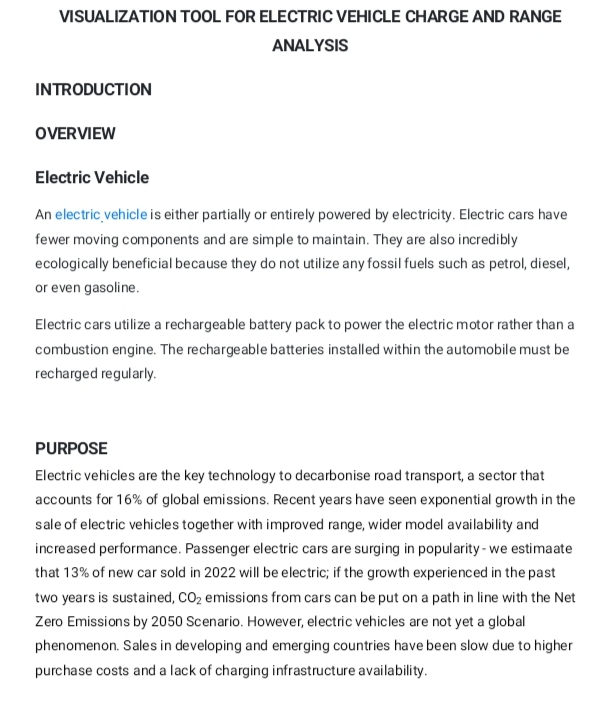 VISUALIZATION TOOL FOR ELECTRIC VEHICLE CHARGE AND RANGE
ANALYSIS
INTRODUCTION
OVERVIEW
Electric Vehicle
An electric vehicle is either partially or entirely powered by electricity. Electric cars have
fewer moving components and are simple to maintain. They are also incredibly
ecologically beneficial because they do not utilize any fossil fuels such as petrol, diesel,
or even gasoline.
Electric cars utilize a rechargeable battery pack to power the electric motor rather than a
combustion engine. The rechargeable batteries installed within the automobile must be
recharged regularly.
PURPOSE
Electric vehicles are the key technology to decarbonise road transport, a sector that
accounts for 16% of global emissions. Recent years have seen exponential growth in the
sale of electric vehicles together with improved range, wider model availability and
increased performance. Passenger electric cars are surging in popularity - we estimaate
that 13% of new car sold in 2022 will be electric; if the growth experienced in the past
two years is sustained, CO₂ emissions from cars can be put on a path in line with the Net
Zero Emissions by 2050 Scenario. However, electric vehicles are not yet a global
phenomenon. Sales in developing and emerging countries have been slow due to higher
purchase costs and a lack of charging infrastructure availability.